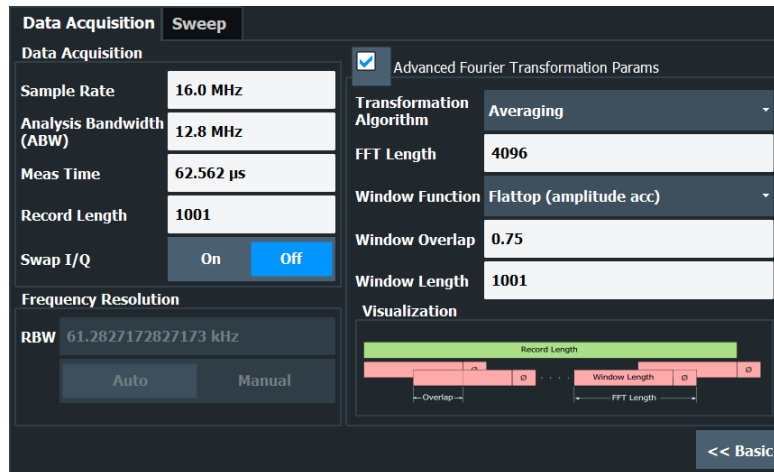 Data Acquisition
Sweep
Data Acquisition
Sample Rate
16.0 MHz
Analysis Bandwidth
(ABW)
12.8 MHz
Meas Time
62.562 µs
Record Length
1001
Swap I/Q
On
Off
Frequency Resolution
RBW
61.2827172827173 kHz
Auto
Manual
Advanced Fourier Transformation Params
Transformation
Algorithm
Averaging
FFT Length
4096
Window Function
Flattop (amplitude acc)
Window Overlap
0.75
Window Length
1001
Visualization
Record Length
Ø
Ø
Ø
Window Length
Ø
Overlap
FFT Length
<< Basic